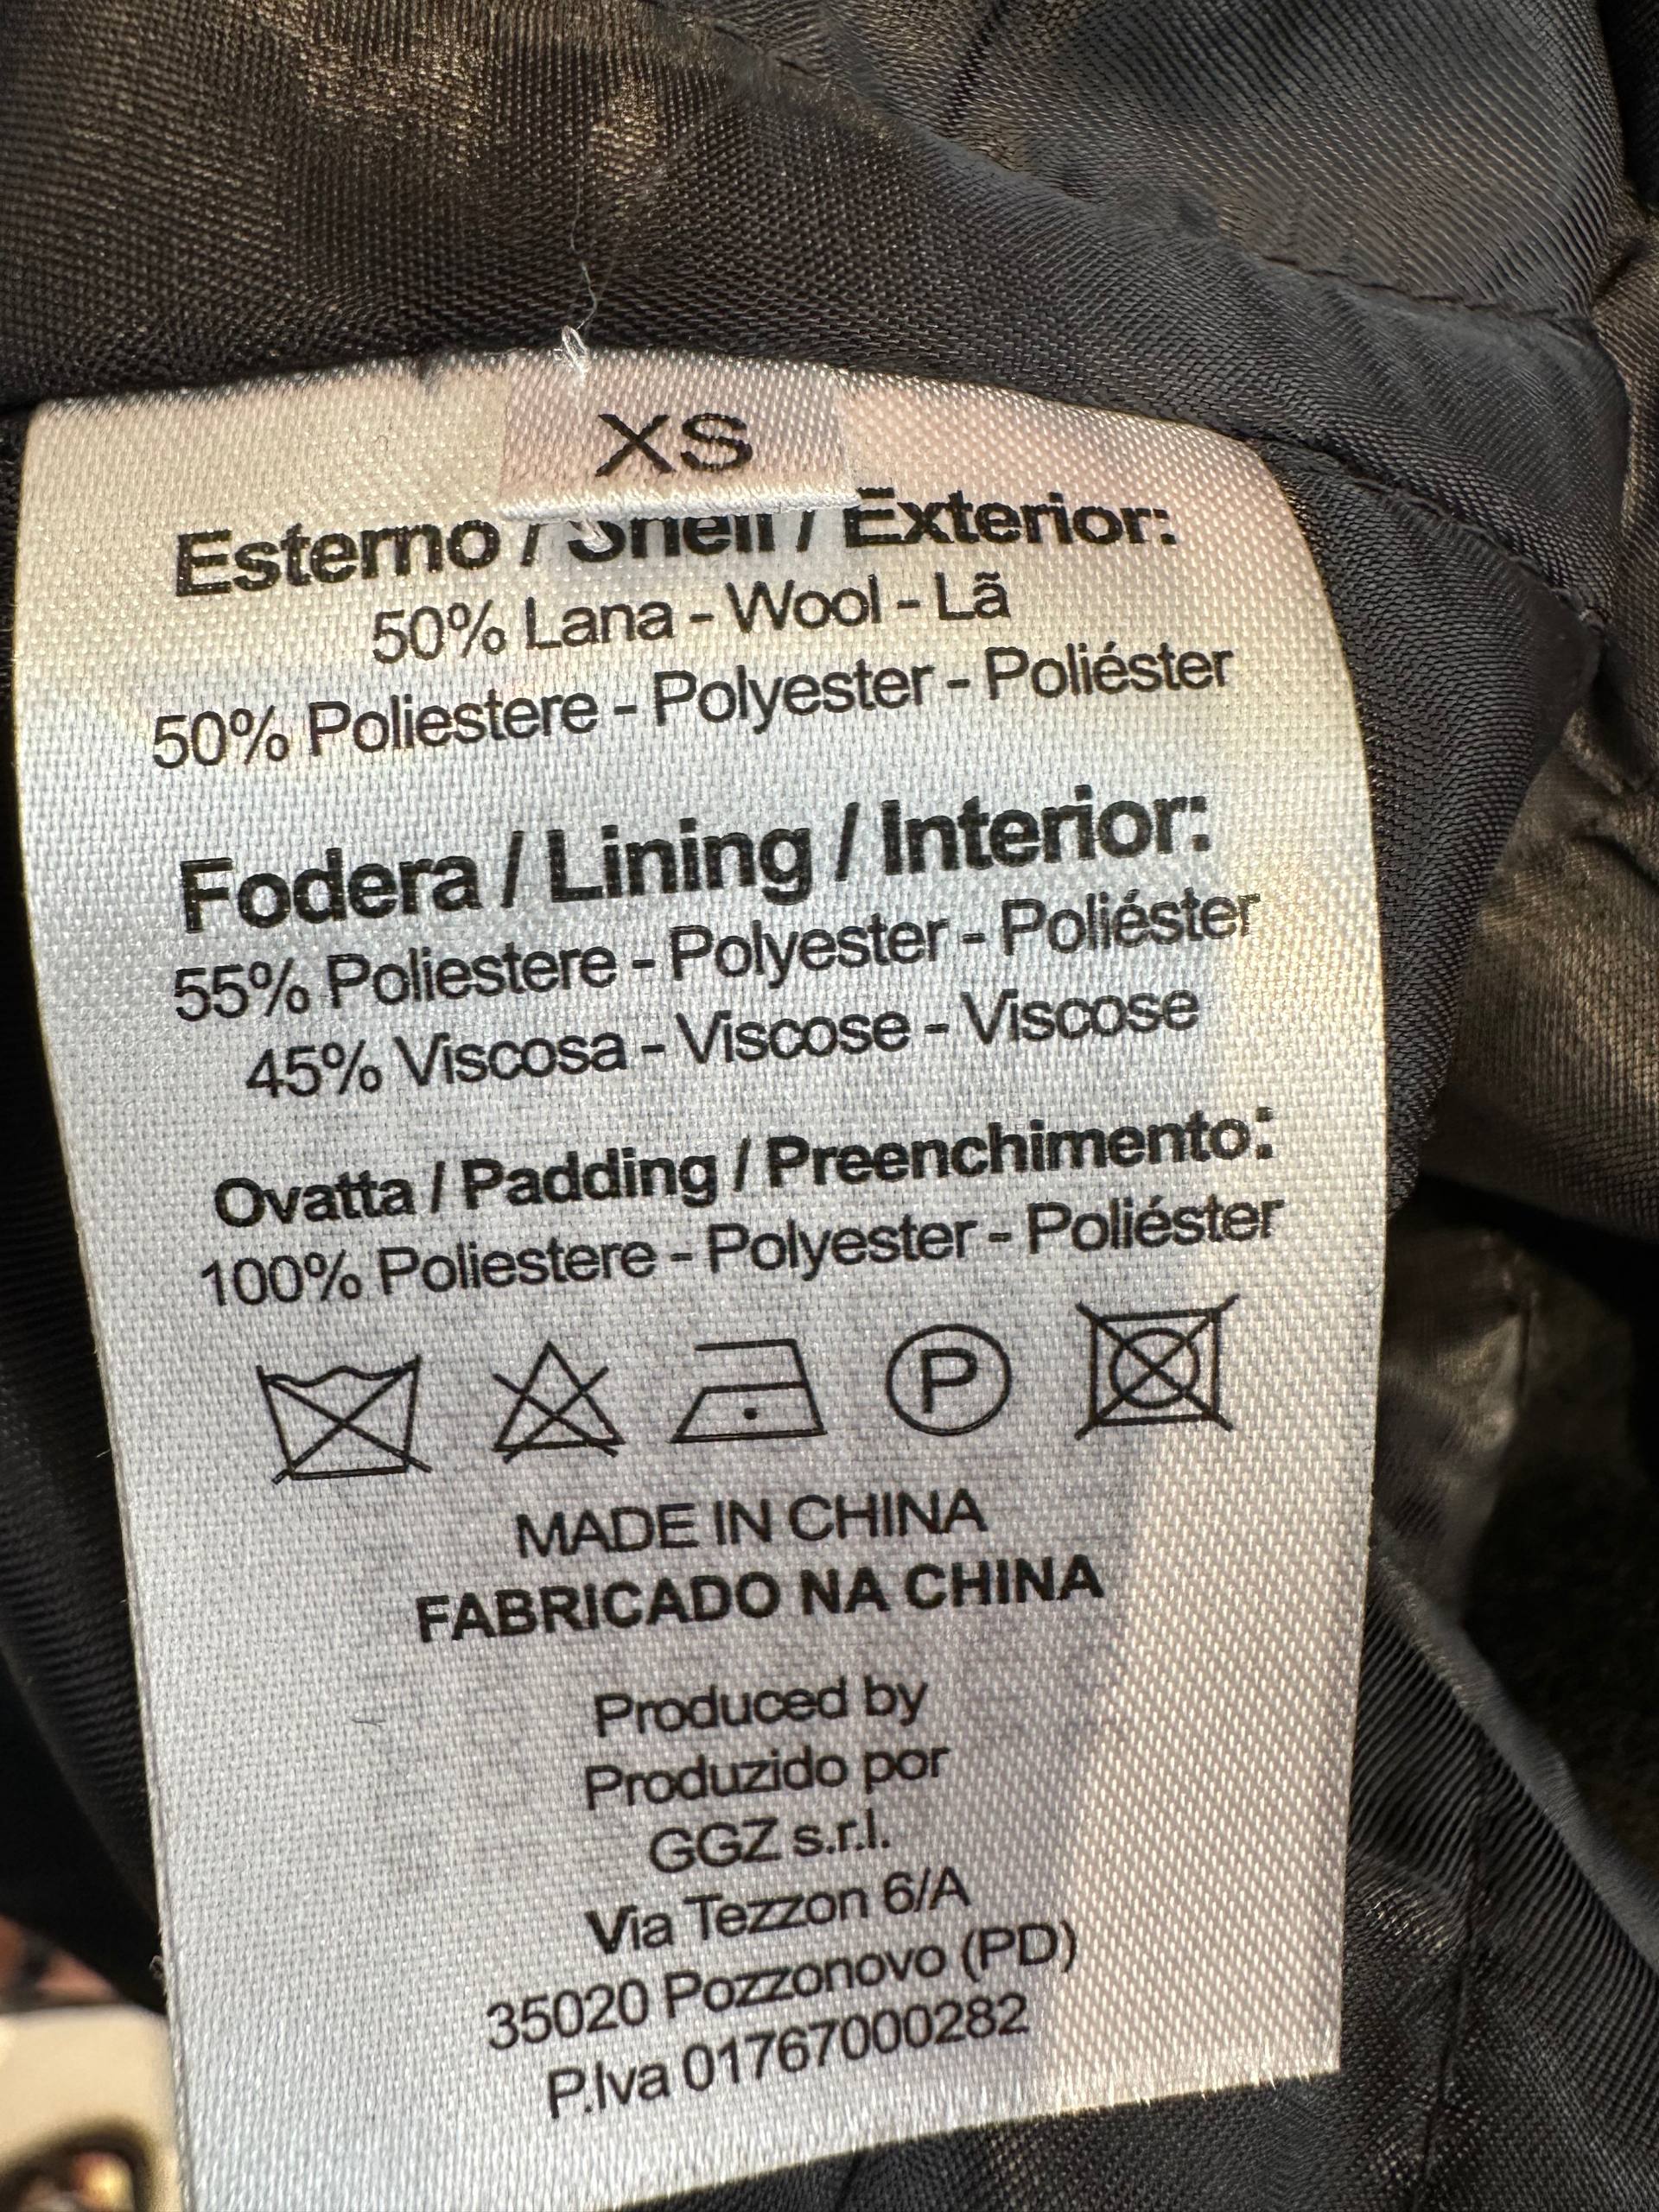 XS
Esterno / Shell / Exterior:
50% Lana - Wool - Lã
50% Poliestere - Polyester - Poliéster
Fodera / Lining / Interior:
55% Poliestere - Polyester - Poliéster
45% Viscosa - Viscose - Viscose
Ovatta / Padding / Preenchimento:
100% Poliestere - Polyester - Poliéster
P
MADE IN CHINA
FABRICADO NA CHINA
Produced by
Produzido por
GGZ s.r.l.
Via Tezzon 6/A
35020 Pozzonovo (PD)
P.Iva 01767000282